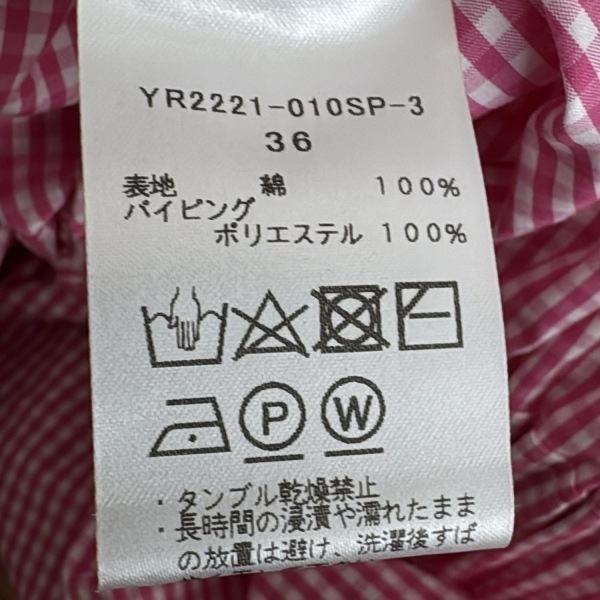 YR2221-010SP-3
36
表地 綿 100%
パイピング
ポリエステル 100%
P W
・タンブル乾燥禁止
・長時間の浸漬や濡れたまま
の放置は避け、洗濯後すば